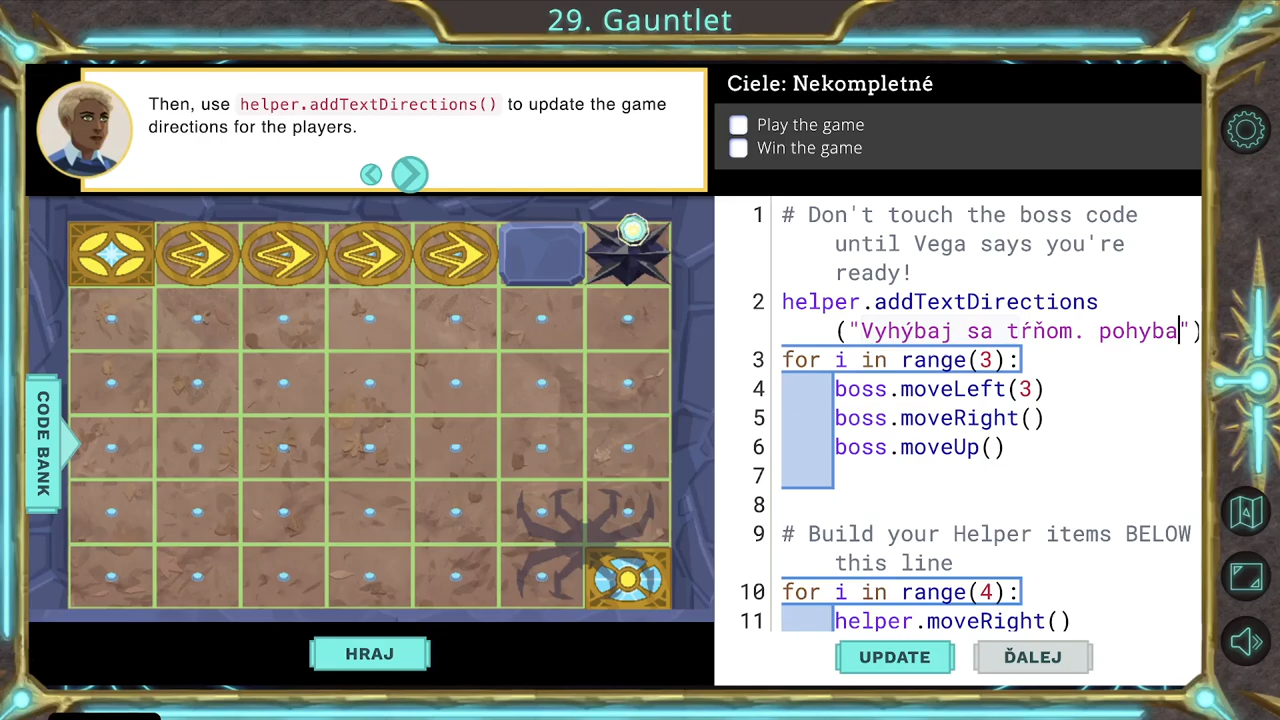 29. Gauntlet
Then, use helper.addTextDirections() to update the game
directions for the players.
Ciele: Nekompletné
Play the game
Win the game
1 # Don't touch the boss code
until Vega says you're
ready!
2 helper.addTextDirections
("Vyhýbaj sa tŕňom. pohyba")
3 for i in range(3):
4 boss.moveLeft(3)
5 boss.moveRight()
6 boss.moveUp()
7
8
9 # Build your Helper items BELOW
this line
10 for i in range(4):
11 helper.moveRight()
CODE BANK
HRAJ
UPDATE
ĎALEJ